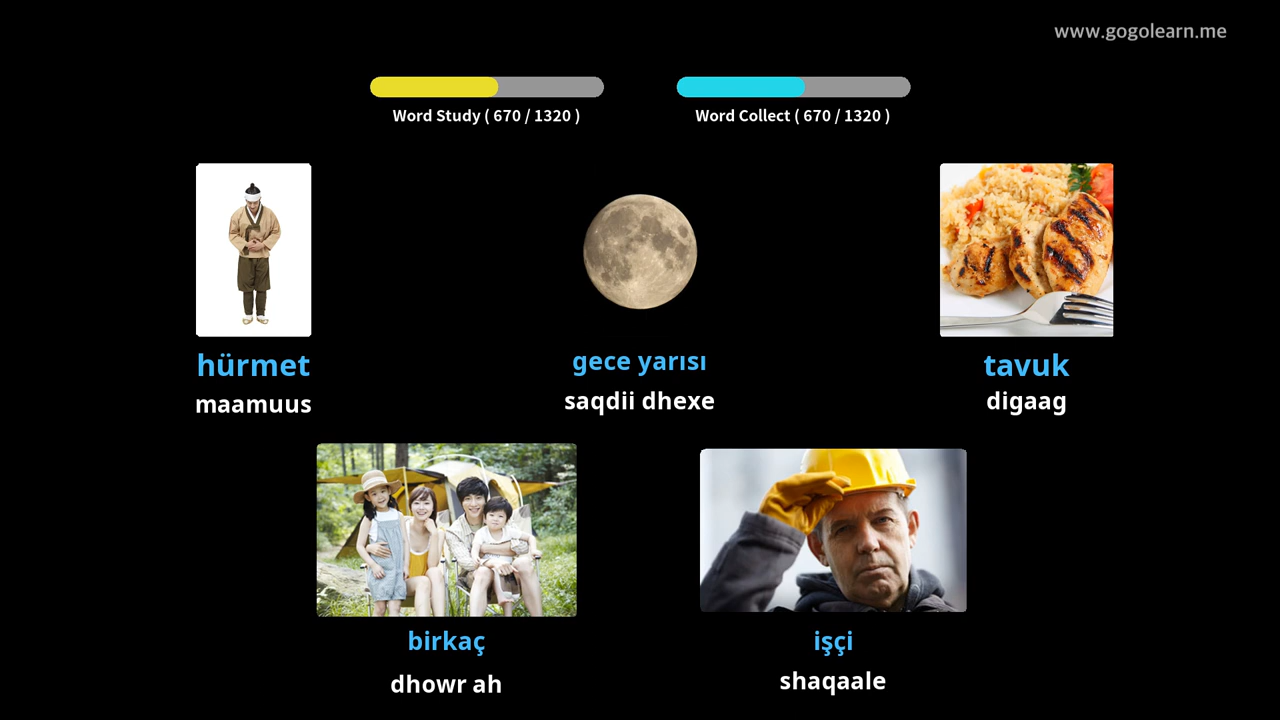 www.gogolearn.me
Word Study ( 670 / 1320 )
Word Collect ( 670 / 1320 )
hürmet
maamuus
gece yarısı
saqdii dhexe
tavuk
digaag
birkaç
dhowr ah
işçi
shaqaale